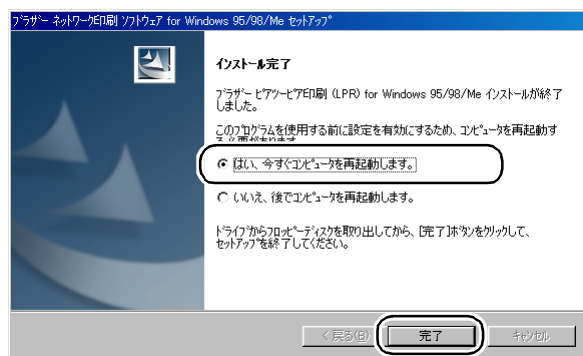 ブラザー ネットワーク印刷 ソフトウェア for Windows 95/98/Me セットアップ
インストール完了
ブラザー ピアツーピア印刷 (LPR) for Windows 95/98/Me インストールが終了
しました。
このプログラムを使用する前に設定を有効にするため、コンピュータを再起動す
る必要があります
はい、今すぐコンピュータを再起動します。
いいえ、後でコンピュータを再起動します。
ドライブからフロッピーディスクを取り出してから、[完了]ボタンをクリックして、
セットアップを終了してください。
< 戻る(B)
完了
キャンセル